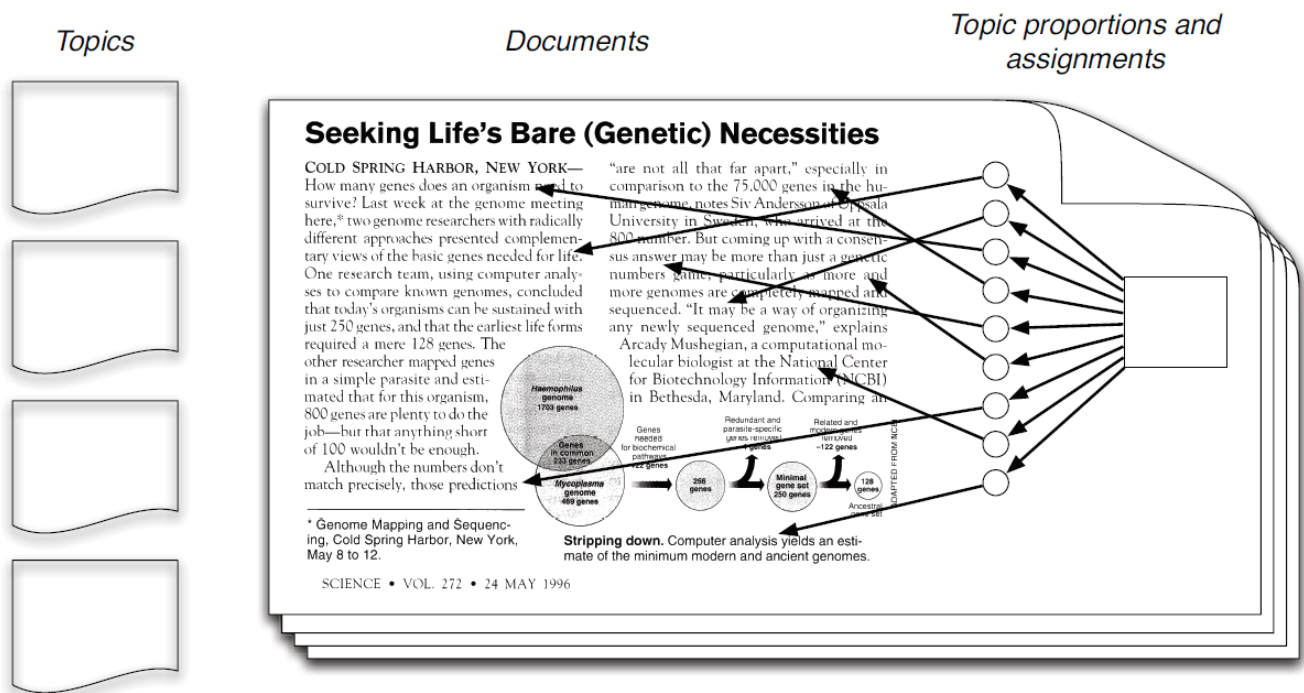 Topics
Documents
Topic proportions and
assignments
Seeking Life's Bare (Genetic) Necessities
COLD SPRING HARBOR, NEW YORK—
How many genes does an organism need to
survive? Last week at the genome meeting
here,* two genome researchers with radically
different approaches presented complemen-
tary views of the basic genes needed for life.
One research team, using computer analy-
ses to compare known genomes, concluded
that today's organisms can be sustained with
just 250 genes, and that the earliest life forms
required a mere 128 genes. The
other researcher mapped genes
in a simple parasite and esti-
mated that for this organism,
800 genes are plenty to do the
job—but that anything short
of 100 wouldn't be enough.
Although the numbers don't
match precisely, those predictions
* Genome Mapping and Sequenc-
ing, Cold Spring Harbor, New York,
May 8 to 12.
"are not all that far apart," especially in
comparison to the 75,000 genes in the hu-
man genome, notes Siv Andersson of Uppsala
University in Sweden, who arrived at the
800 number. But coming up with a consen-
sus answer may be more than just a genetic
numbers game, particularly as more and
more genomes are completely mapped and
sequenced. "It may be a way of organizing
any newly sequenced genome," explains
Arcady Mushegian, a computational mo-
lecular biologist at the National Center
for Biotechnology Information (NCBI)
in Bethesda, Maryland. Comparing an
Haemophilus
genome
1703 genes
Genes
in common
233 genes
Mycoplasma
genome
469 genes
Genes
needed
for biochemical
pathways
+22 genes
256
genes
Redundant and
parasite-specific
genes removed
–4 genes
Minimal
gene set
250 genes
Related and
modern genes
removed
–122 genes
128
genes
Ancestral
gene set
ADAPTED FROM NCBI
Stripping down. Computer analysis yields an esti-
mate of the minimum modern and ancient genomes.
SCIENCE • VOL. 272 • 24 MAY 1996